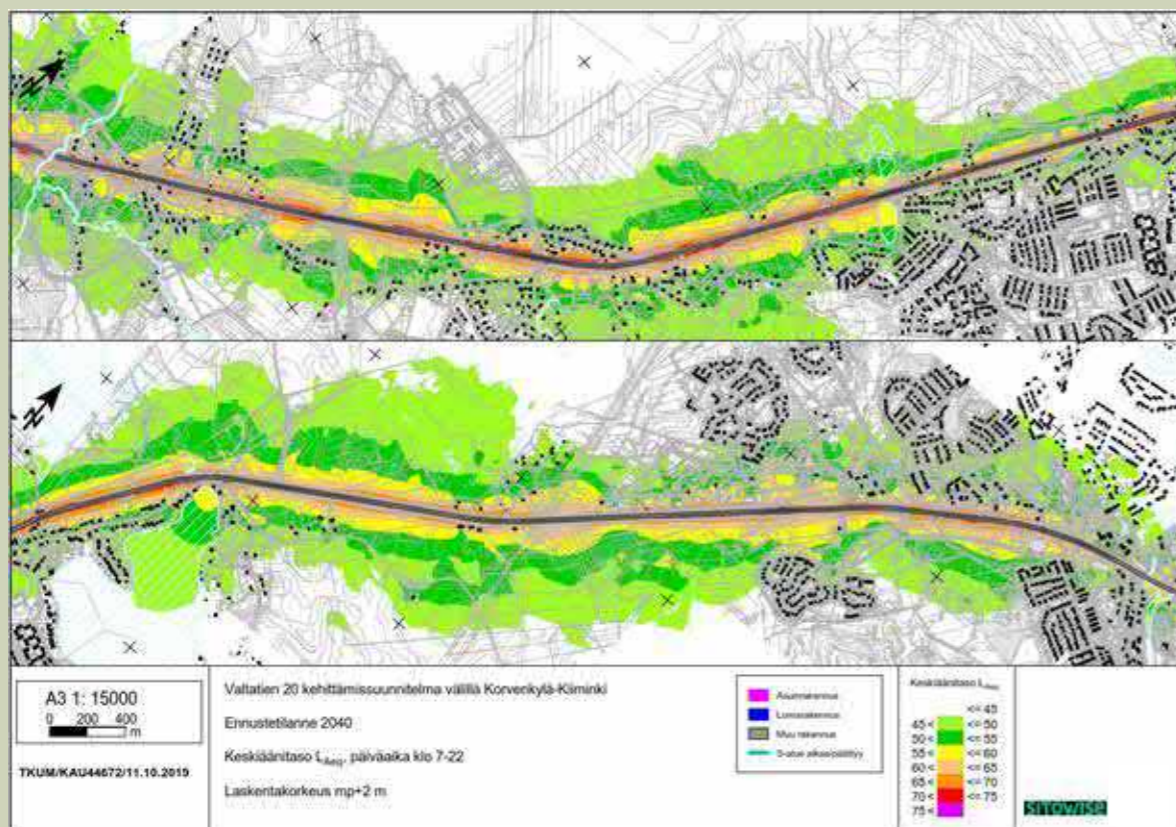 A3 1: 15000
0 200 400
m
TKUM/KAU44672/11.10.2019
Valtatien 20 kehittämissuunnitelma välillä Korvenkylä-Kiiminki
Ennustetilanne 2040
Keskiäänitaso LAeq, päiväaika klo 7-22
Laskentakorkeus mp+2 m
Asuinrakennus
Lomarakennus
Muu rakennus
Keskiäänitaso LAeq
<= 45
45 < <= 50
50 < <= 55
55 < <= 60
60 < <= 65
65 < <= 70
70 < <= 75
75 <
sitowise